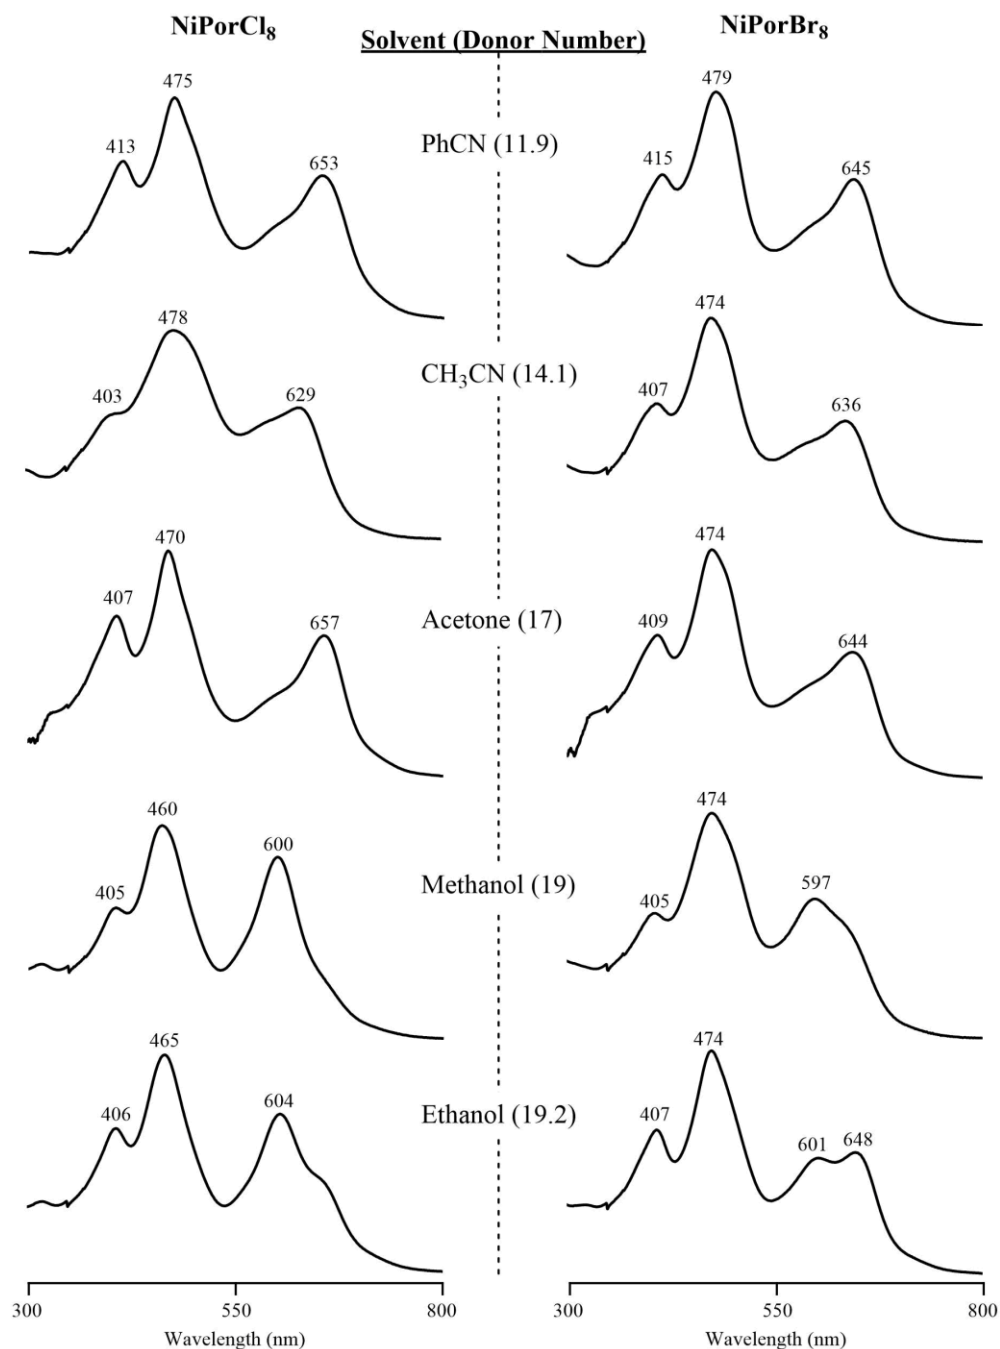 NiPorCl₈
Solvent (Donor Number)
NiPorBr₈
475
413
653
PhCN (11.9)
479
415
645
478
403
629
CH₃CN (14.1)
474
407
636
470
407
657
Acetone (17)
474
409
644
460
405
600
Methanol (19)
474
405
597
465
406
604
Ethanol (19.2)
474
407
601
648
300 550 800
Wavelength (nm)
300 550 800
Wavelength (nm)